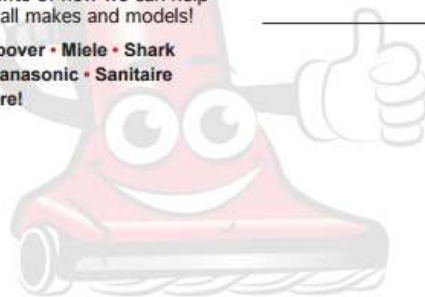 all makes and models!
oover • Miele • Shark
anasonic • Sanitaire
re!